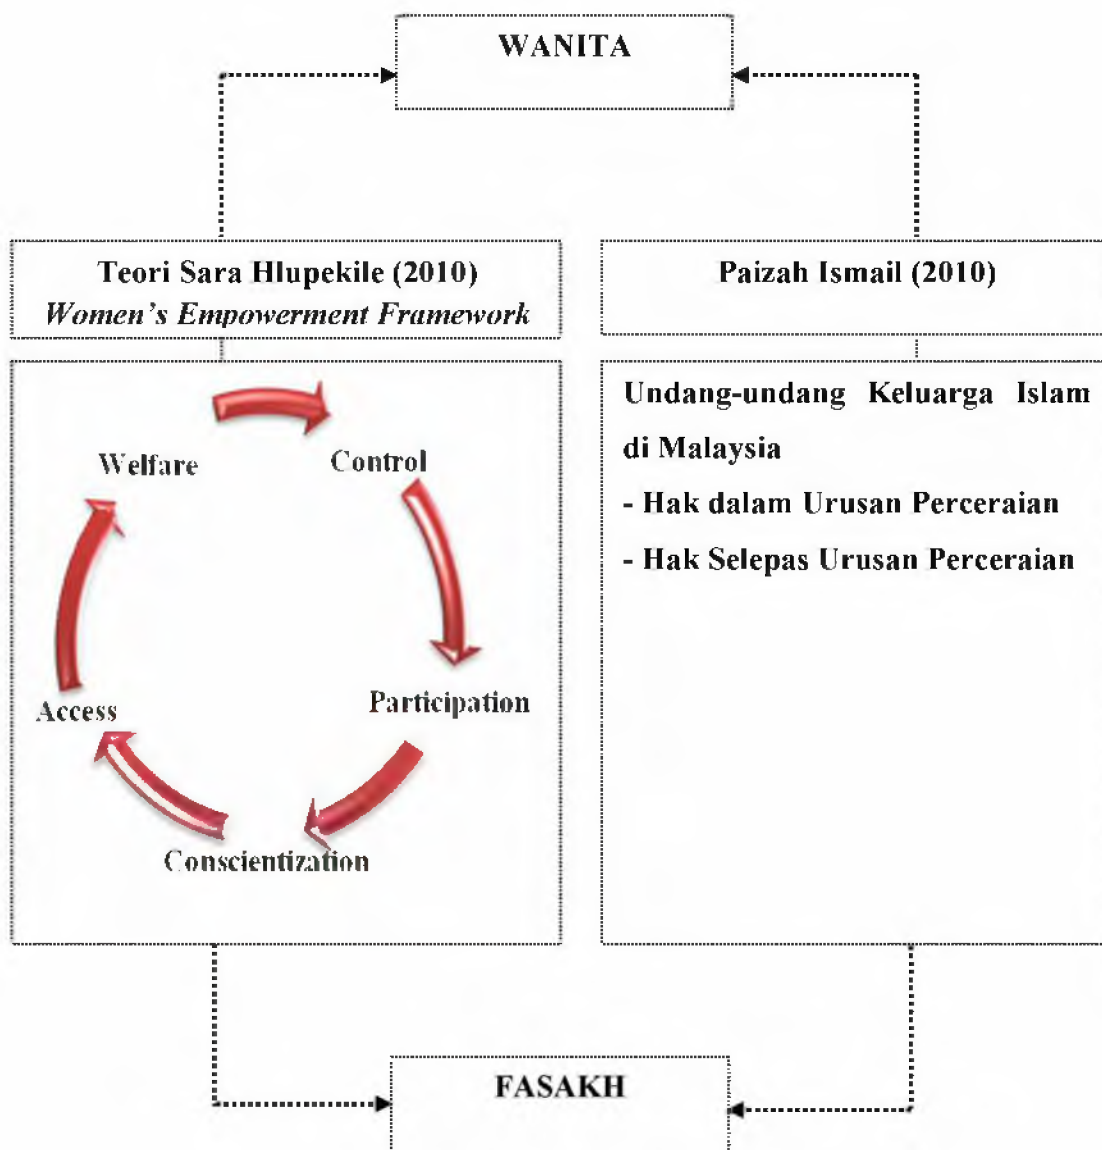 WANITA
Teori Sara Hlupekile (2010)
Women's Empowerment Framework
Paizah Ismail (2010)
Welfare
Control
Participation
Conscientization
Access
Undang-undang Keluarga Islam
di Malaysia
- Hak dalam Urusan Perceraian
- Hak Selepas Urusan Perceraian
FASAKH